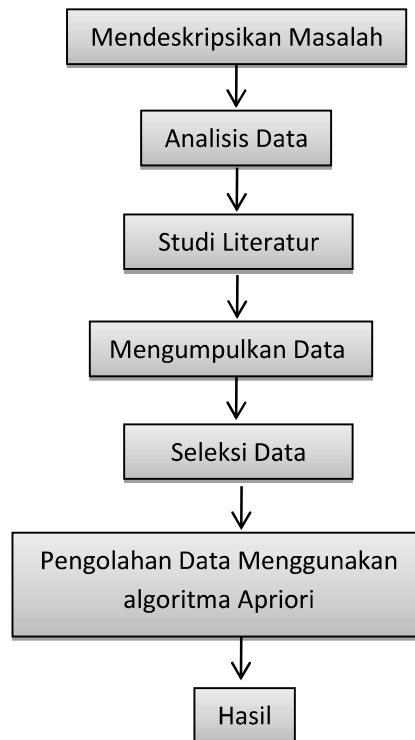 Mendeskripsikan Masalah
Analisis Data
Studi Literatur
Mengumpulkan Data
Seleksi Data
Pengolahan Data Menggunakan
algoritma Apriori
Hasil